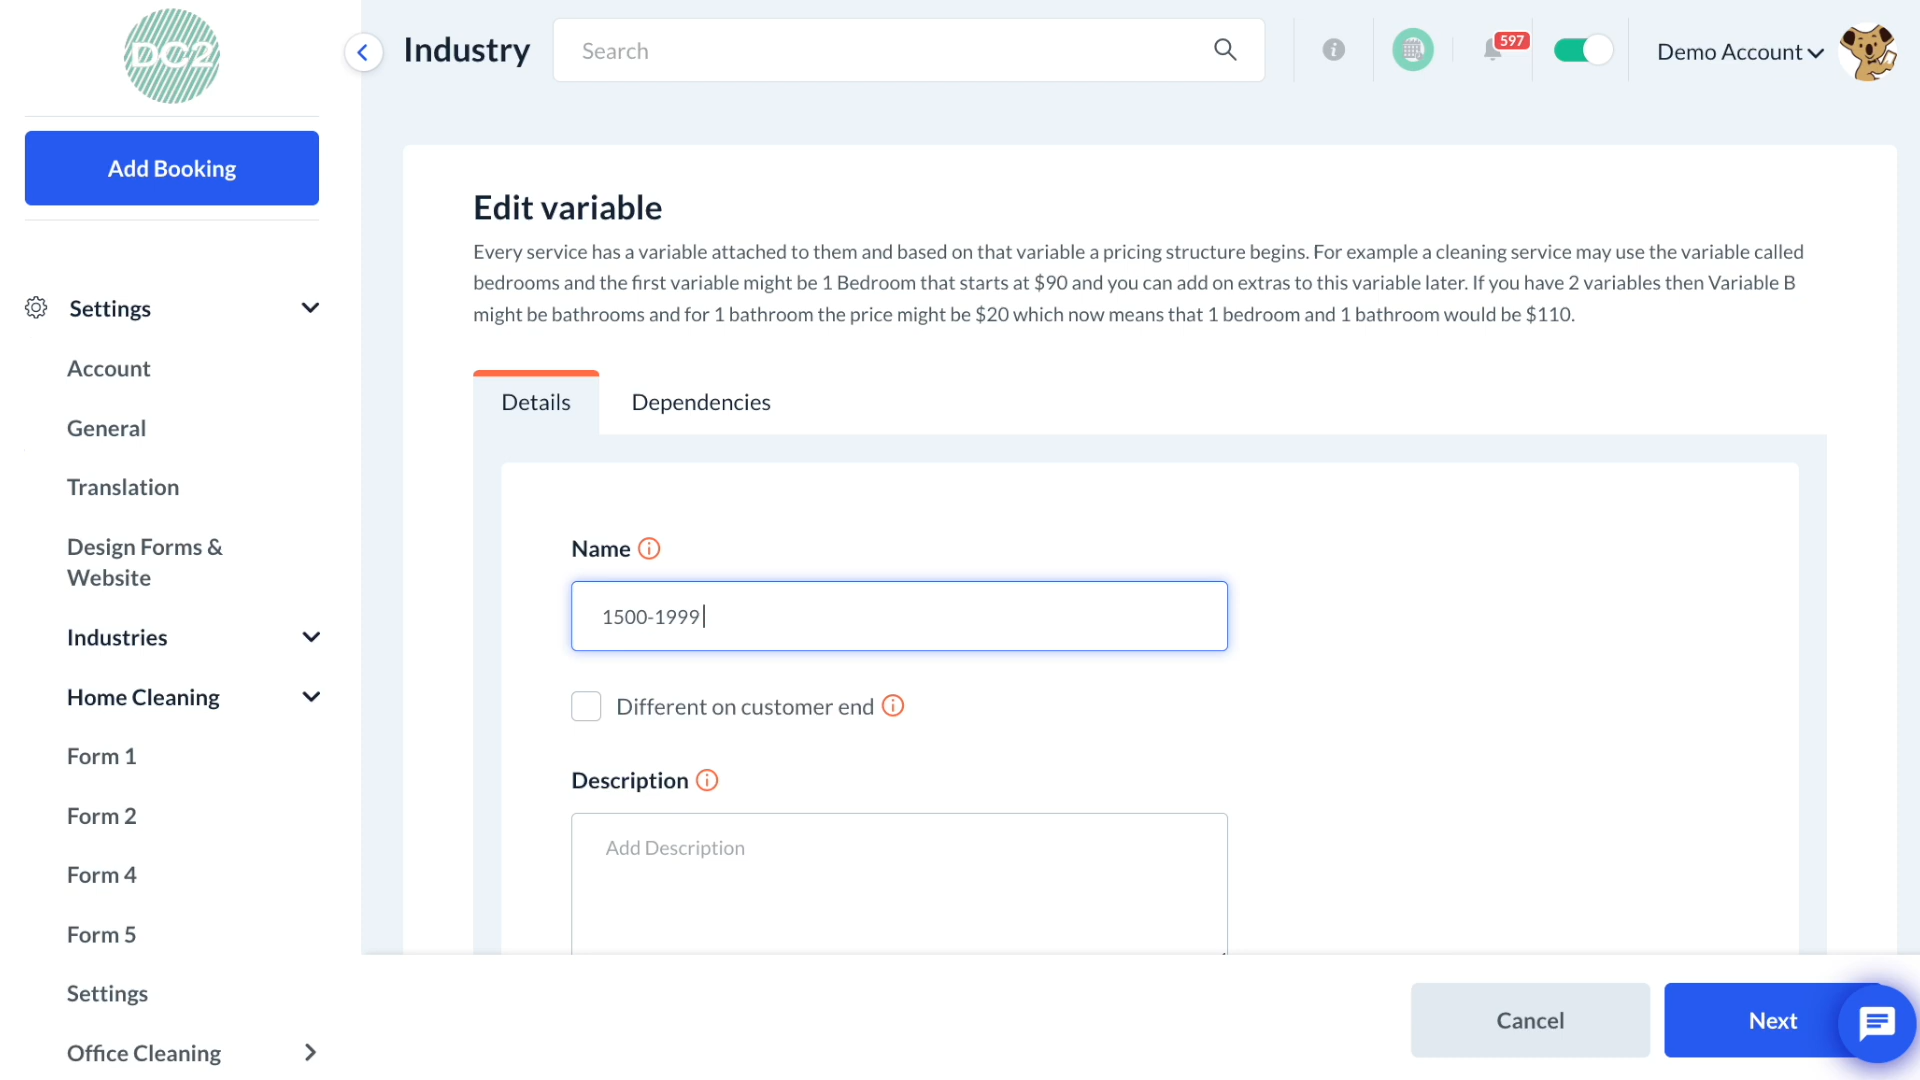 DC2
Industry
Search
597
Demo Account
Add Booking
Settings
Account
General
Translation
Design Forms &
Website
Industries
Home Cleaning
Form 1
Form 2
Form 4
Form 5
Settings
Office Cleaning
Edit variable
Every service has a variable attached to them and based on that variable a pricing structure begins. For example a cleaning service may use the variable called
bedrooms and the first variable might be 1 Bedroom that starts at $90 and you can add on extras to this variable later. If you have 2 variables then Variable B
might be bathrooms and for 1 bathroom the price might be $20 which now means that 1 bedroom and 1 bathroom would be $110.
Details
Dependencies
Name
1500-1999
Different on customer end
Description
Add Description
Cancel
Next